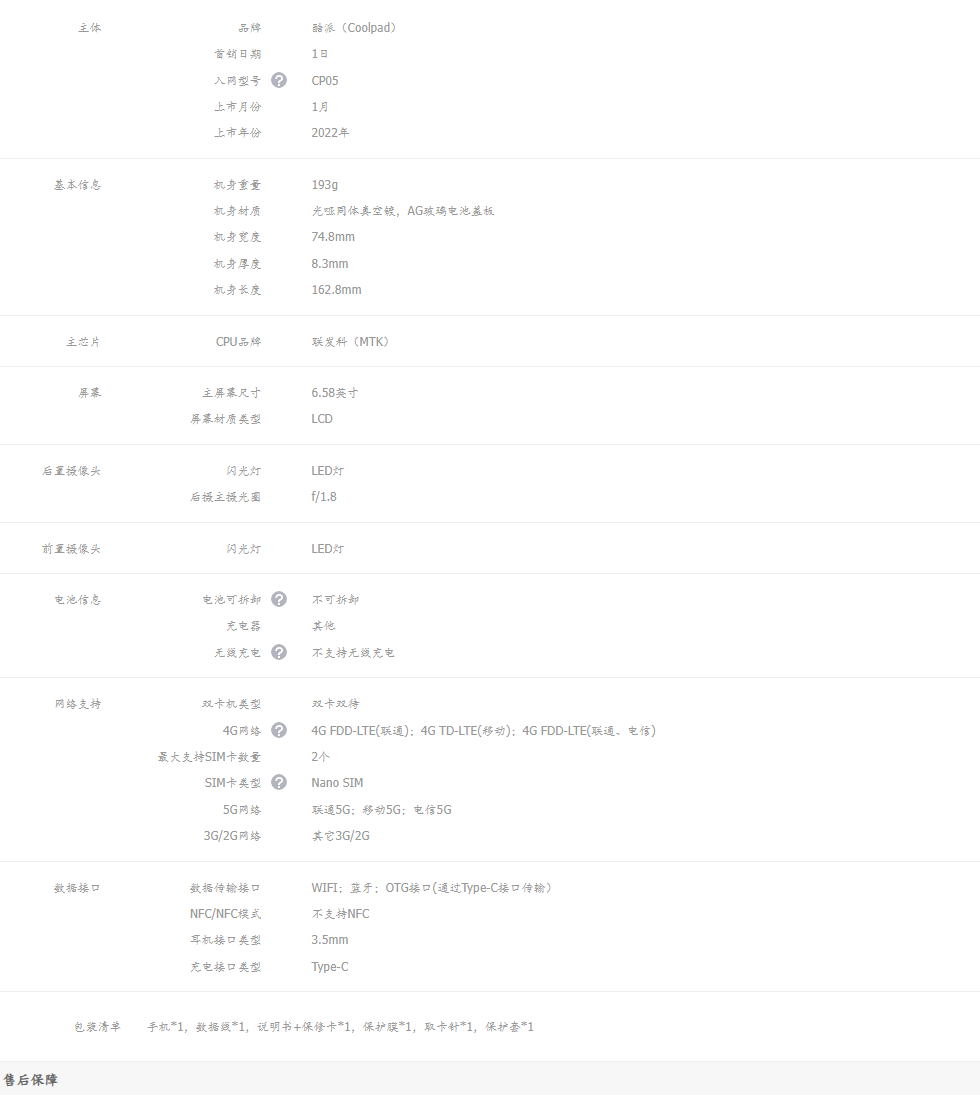 主体 品牌 酷派（Coolpad）
首销日期 1日
入网型号 ? CP05
上市月份 1月
上市年份 2022年
基本信息 机身重量 193g
机身材质 光哑同体真空镀，AG玻璃电池盖板
机身宽度 74.8mm
机身厚度 8.3mm
机身长度 162.8mm
主芯片 CPU品牌 联发科（MTK）
屏幕 主屏幕尺寸 6.58英寸
屏幕材质类型 LCD
后置摄像头 闪光灯 LED灯
后摄主摄光圈 f/1.8
前置摄像头 闪光灯 LED灯
电池信息 电池可拆卸 ? 不可拆卸
充电器 其他
无线充电 ? 不支持无线充电
网络支持 双卡机类型 双卡双待
4G网络 ? 4G FDD-LTE(联通)；4G TD-LTE(移动)；4G FDD-LTE(联通、电信)
最大支持SIM卡数量 2个
SIM卡类型 ? Nano SIM
5G网络 联通5G；移动5G；电信5G
3G/2G网络 其它3G/2G
数据接口 数据传输接口 WIFI；蓝牙；OTG接口(通过Type-C接口传输）
NFC/NFC模式 不支持NFC
耳机接口类型 3.5mm
充电接口类型 Type-C
包装清单 手机*1，数据线*1，说明书+保修卡*1，保护膜*1，取卡针*1，保护套*1
售后保障